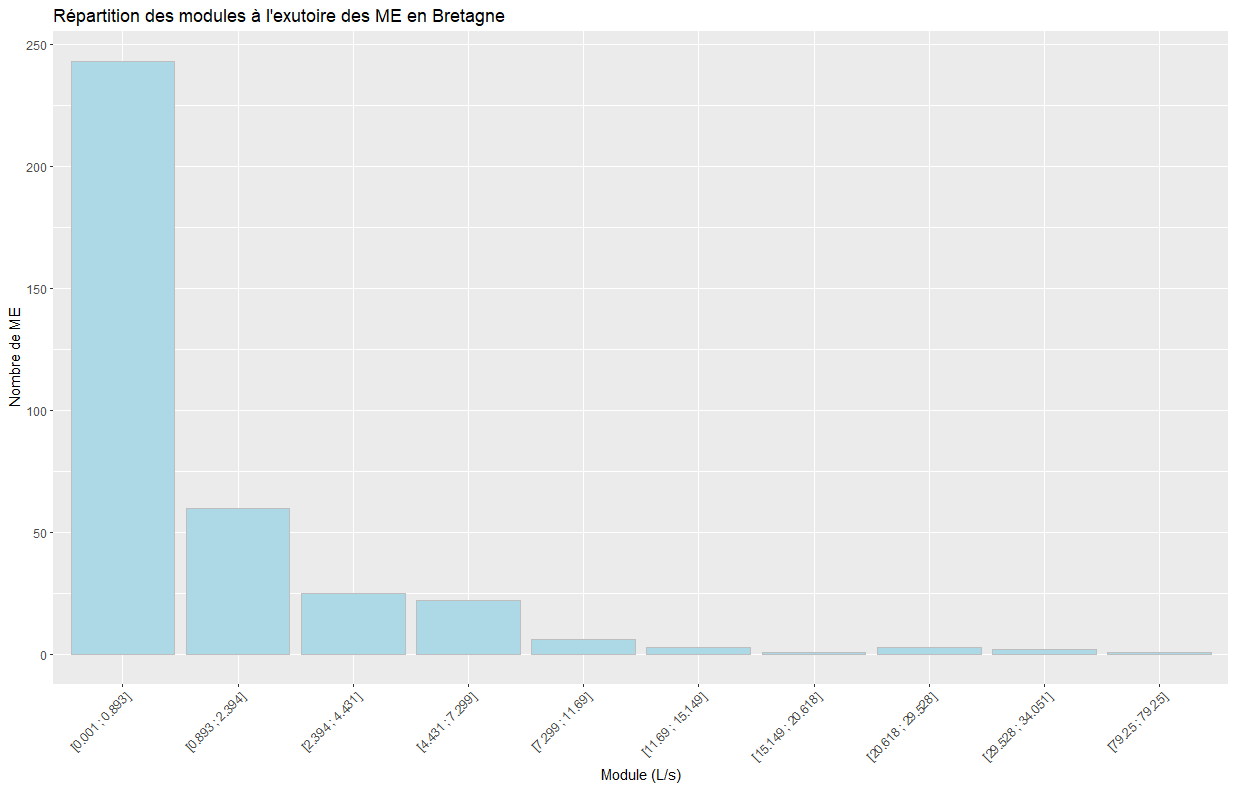 Répartition des modules à l'exutoire des ME en Bretagne
Nombre de ME
250
200
150
100
50
0
[0.001 ; 0.893]
[0.893 ; 2.394]
[2.394 ; 4.431]
[4.431 ; 7.299]
[7.299 ; 11.69]
[11.69 ; 15.149]
[15.149 ; 20.618]
[20.618 ; 29.528]
[29.528 ; 34.051]
[79.25 ; 79.25]
Module (L/s)